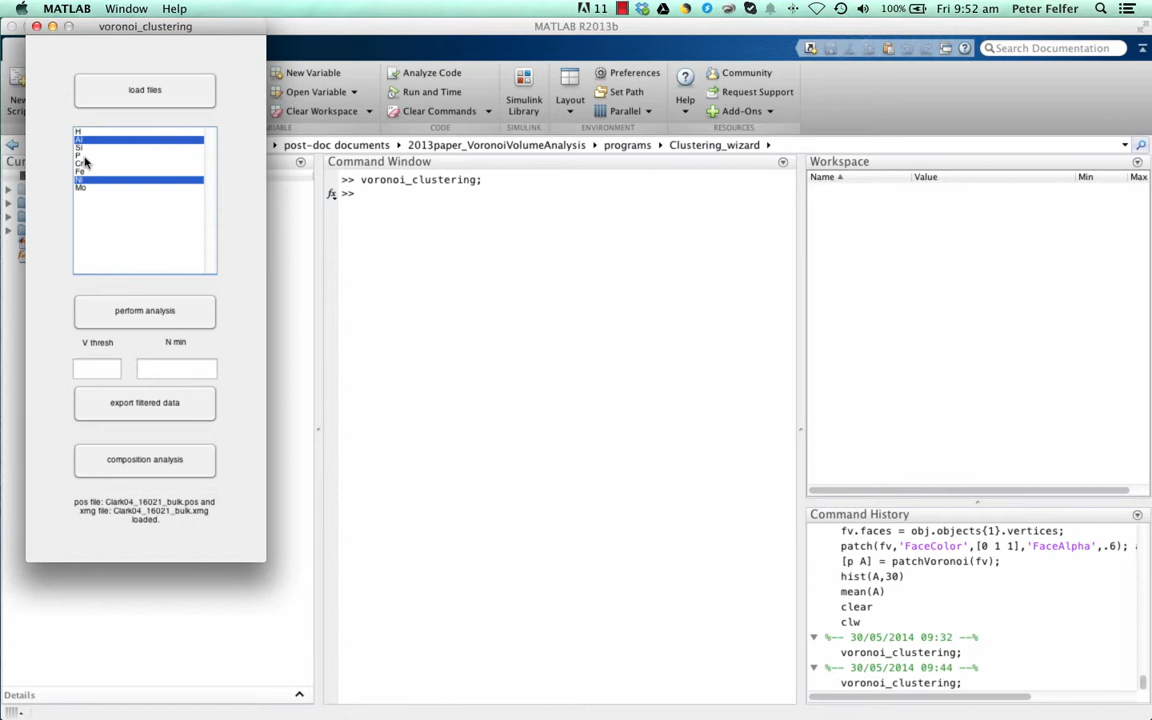 MATLAB Window Help
11 100% Fri 9:52 am Peter Felfer
voronoi_clustering
MATLAB R2013b
Search Documentation
load files
H
Al
Si
P
Cr
Fe
Ni
Mo
perform analysis
V thresh N min
export filtered data
composition analysis
pos file: Clark04_16021_bulk.pos and
xrng file: Clark04_16021_bulk.xrng
loaded.
New Variable
Open Variable
Clear Workspace
Analyze Code
Run and Time
Clear Commands
CODE
Simulink
Library
SIMULINK
Layout
Preferences
Set Path
Parallel
ENVIRONMENT
Help
Community
Request Support
Add-Ons
RESOURCES
post-doc documents 2013paper_VoronoiVolumeAnalysis programs Clustering_wizard
Command Window
>> voronoi_clustering;
fx >>
Workspace
Name Value Min Max
Command History
fv.faces = obj.objects{1}.vertices;
patch(fv,'FaceColor',[0 1 1],'FaceAlpha',.6);
[p A] = patchVoronoi(fv);
hist(A,30)
mean(A)
clear
clw
%-- 30/05/2014 09:32 --%
voronoi_clustering;
%-- 30/05/2014 09:44 --%
voronoi_clustering;
Details